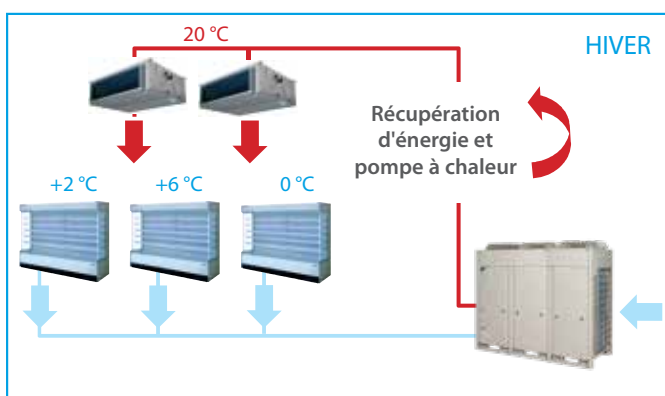 20 °C
HIVER
Récupération
d'énergie et
pompe à chaleur
+2 °C
+6 °C
0 °C